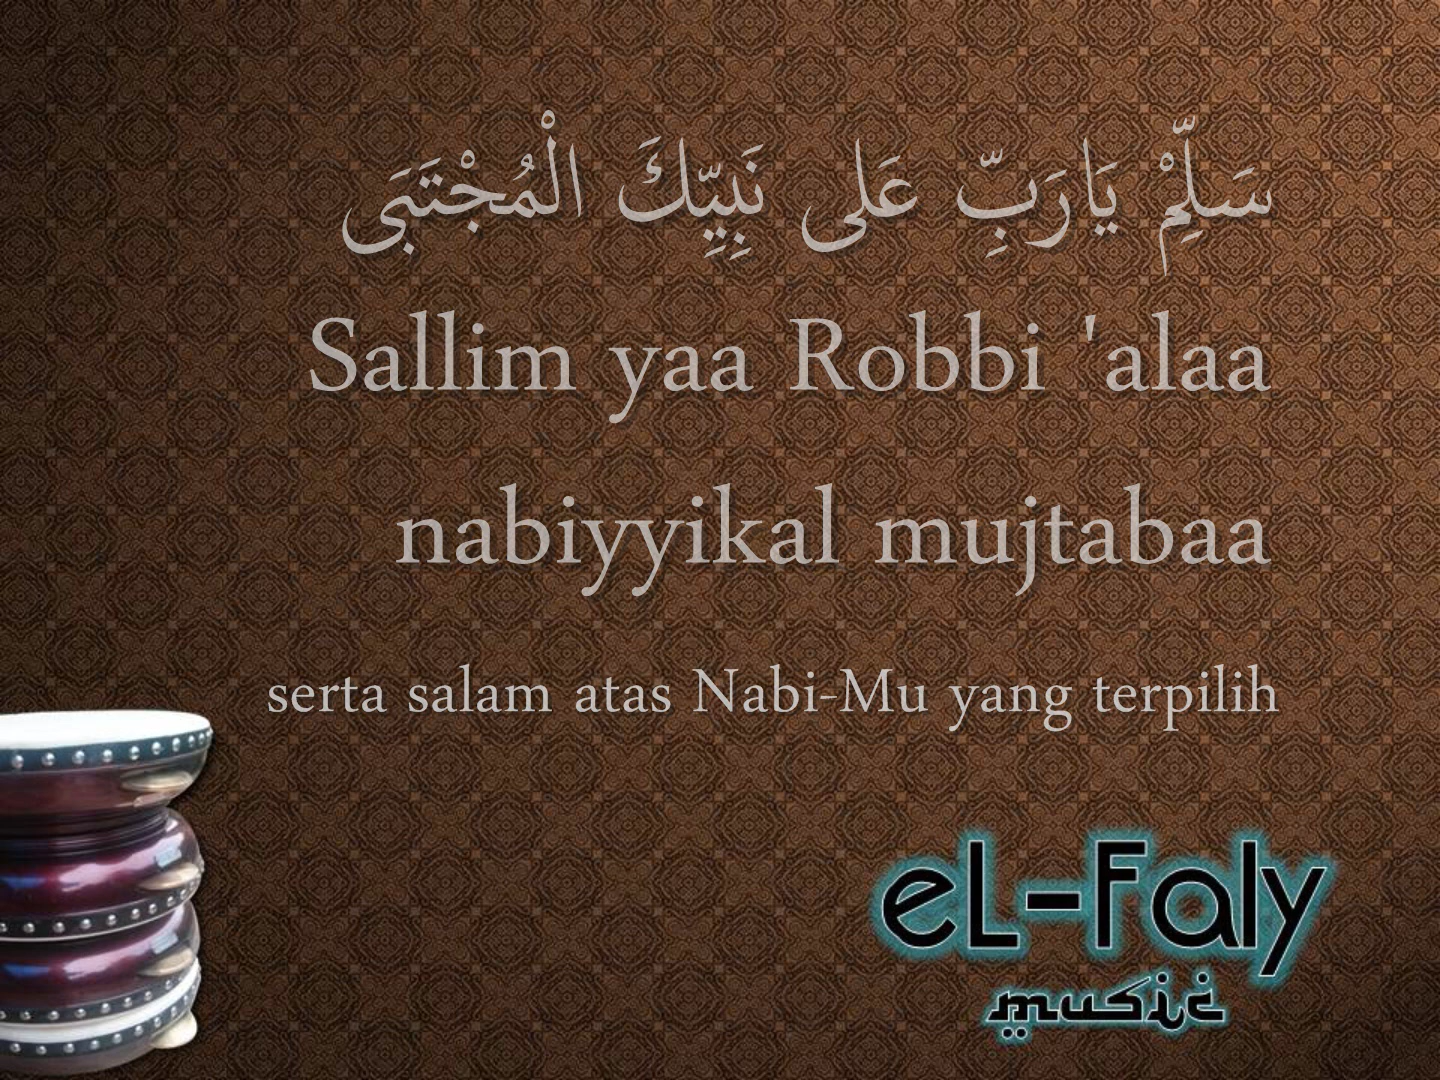 سَلِّمْ يَارَبِّ عَلى نَبِيِّكَ الْمُجْتَبَى
Sallim yaa Robbi 'alaa
nabiyyikal mujtabaa
serta salam atas Nabi-Mu yang terpilih
eL-Faly
music